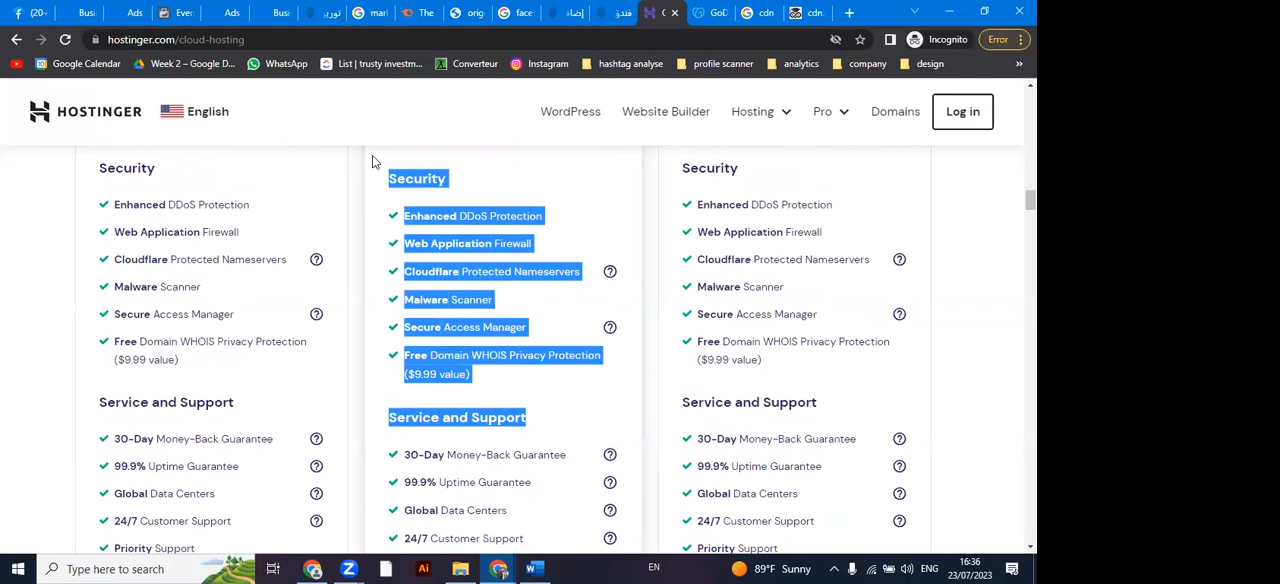 (20+
Busi
Ads
Ever
Ads
Busi
توريد
mark
The
orig
face
إضاف
فندق
GoD
cdn
cdn.
hostinger.com/cloud-hosting
Incognito
Error
Google Calendar
Week 2 – Google D...
WhatsApp
List | trusty investm...
Converteur
Instagram
hashtag analyse
profile scanner
analytics
company
design
»
HOSTINGER
English
WordPress
Website Builder
Hosting
Pro
Domains
Log in
Security
Enhanced DDoS Protection
Web Application Firewall
Cloudflare Protected Nameservers
Malware Scanner
Secure Access Manager
Free Domain WHOIS Privacy Protection
($9.99 value)
Service and Support
30-Day Money-Back Guarantee
99.9% Uptime Guarantee
Global Data Centers
24/7 Customer Support
Priority Support
Security
Enhanced DDoS Protection
Web Application Firewall
Cloudflare Protected Nameservers
Malware Scanner
Secure Access Manager
Free Domain WHOIS Privacy Protection
($9.99 value)
Service and Support
30-Day Money-Back Guarantee
99.9% Uptime Guarantee
Global Data Centers
24/7 Customer Support
Security
Enhanced DDoS Protection
Web Application Firewall
Cloudflare Protected Nameservers
Malware Scanner
Secure Access Manager
Free Domain WHOIS Privacy Protection
($9.99 value)
Service and Support
30-Day Money-Back Guarantee
99.9% Uptime Guarantee
Global Data Centers
24/7 Customer Support
Priority Support
Type here to search
EN
89°F Sunny
ENG
16:36
23/07/2023